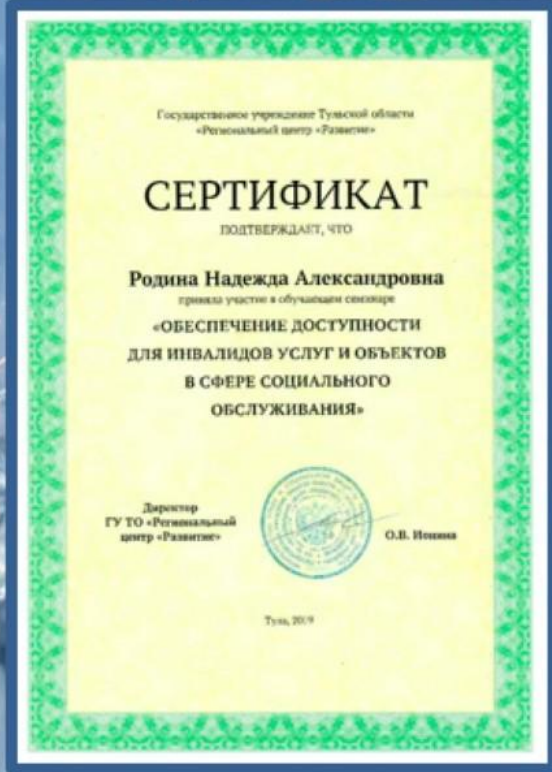 Государственное учреждение Тульской области
«Региональный центр «Развитие»
СЕРТИФИКАТ
ПОДТВЕРЖДАЕТ, ЧТО
Родина Надежда Александровна
приняла участие в обучающем семинаре
«ОБЕСПЕЧЕНИЕ ДОСТУПНОСТИ
ДЛЯ ИНВАЛИДОВ УСЛУГ И ОБЪЕКТОВ
В СФЕРЕ СОЦИАЛЬНОГО
ОБСЛУЖИВАНИЯ»
Директор
ГУ ТО «Региональный
центр «Развитие»
О.В. Ионина
Тула, 2019